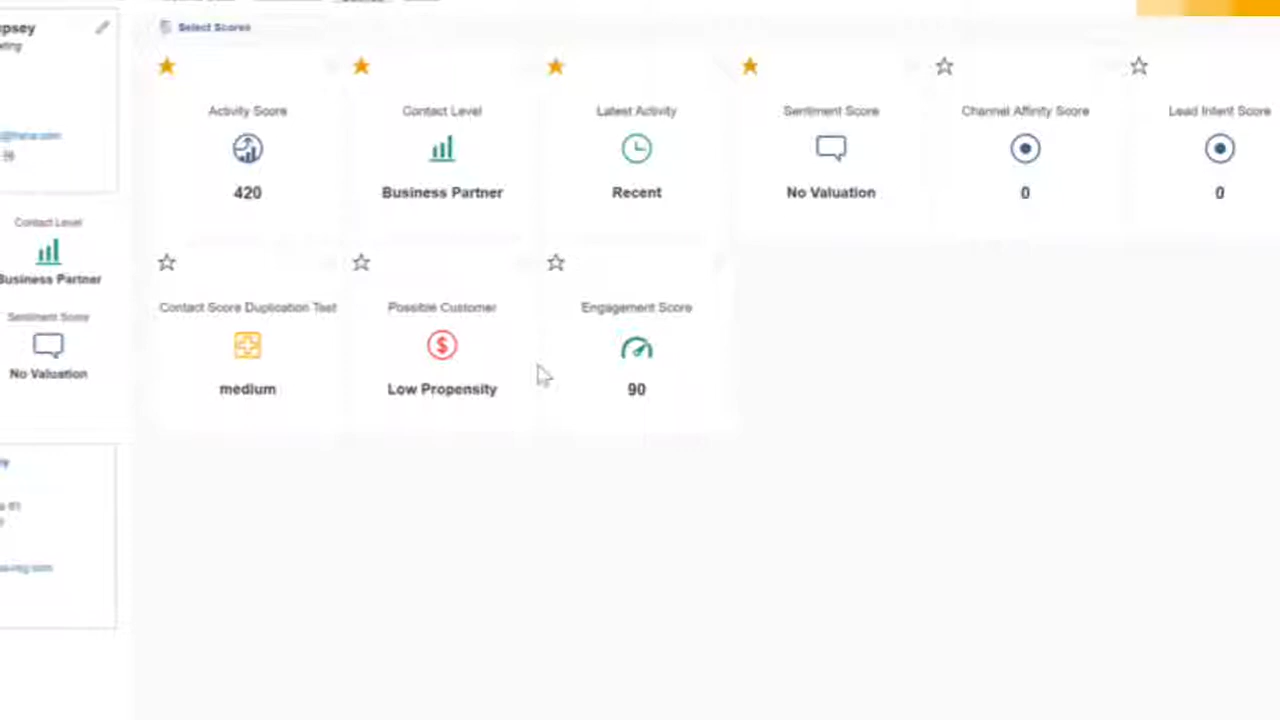 psey
Select Scores
Activity Score
420
Contact Level
Business Partner
Latest Activity
Recent
Sentiment Score
No Valuation
Channel Affinity Score
0
Lead Intent Score
0
Contact Score Duplication Test
medium
Possible Customer
Low Propensity
Engagement Score
90
Contact Level
Business Partner
Sentiment Score
No Valuation